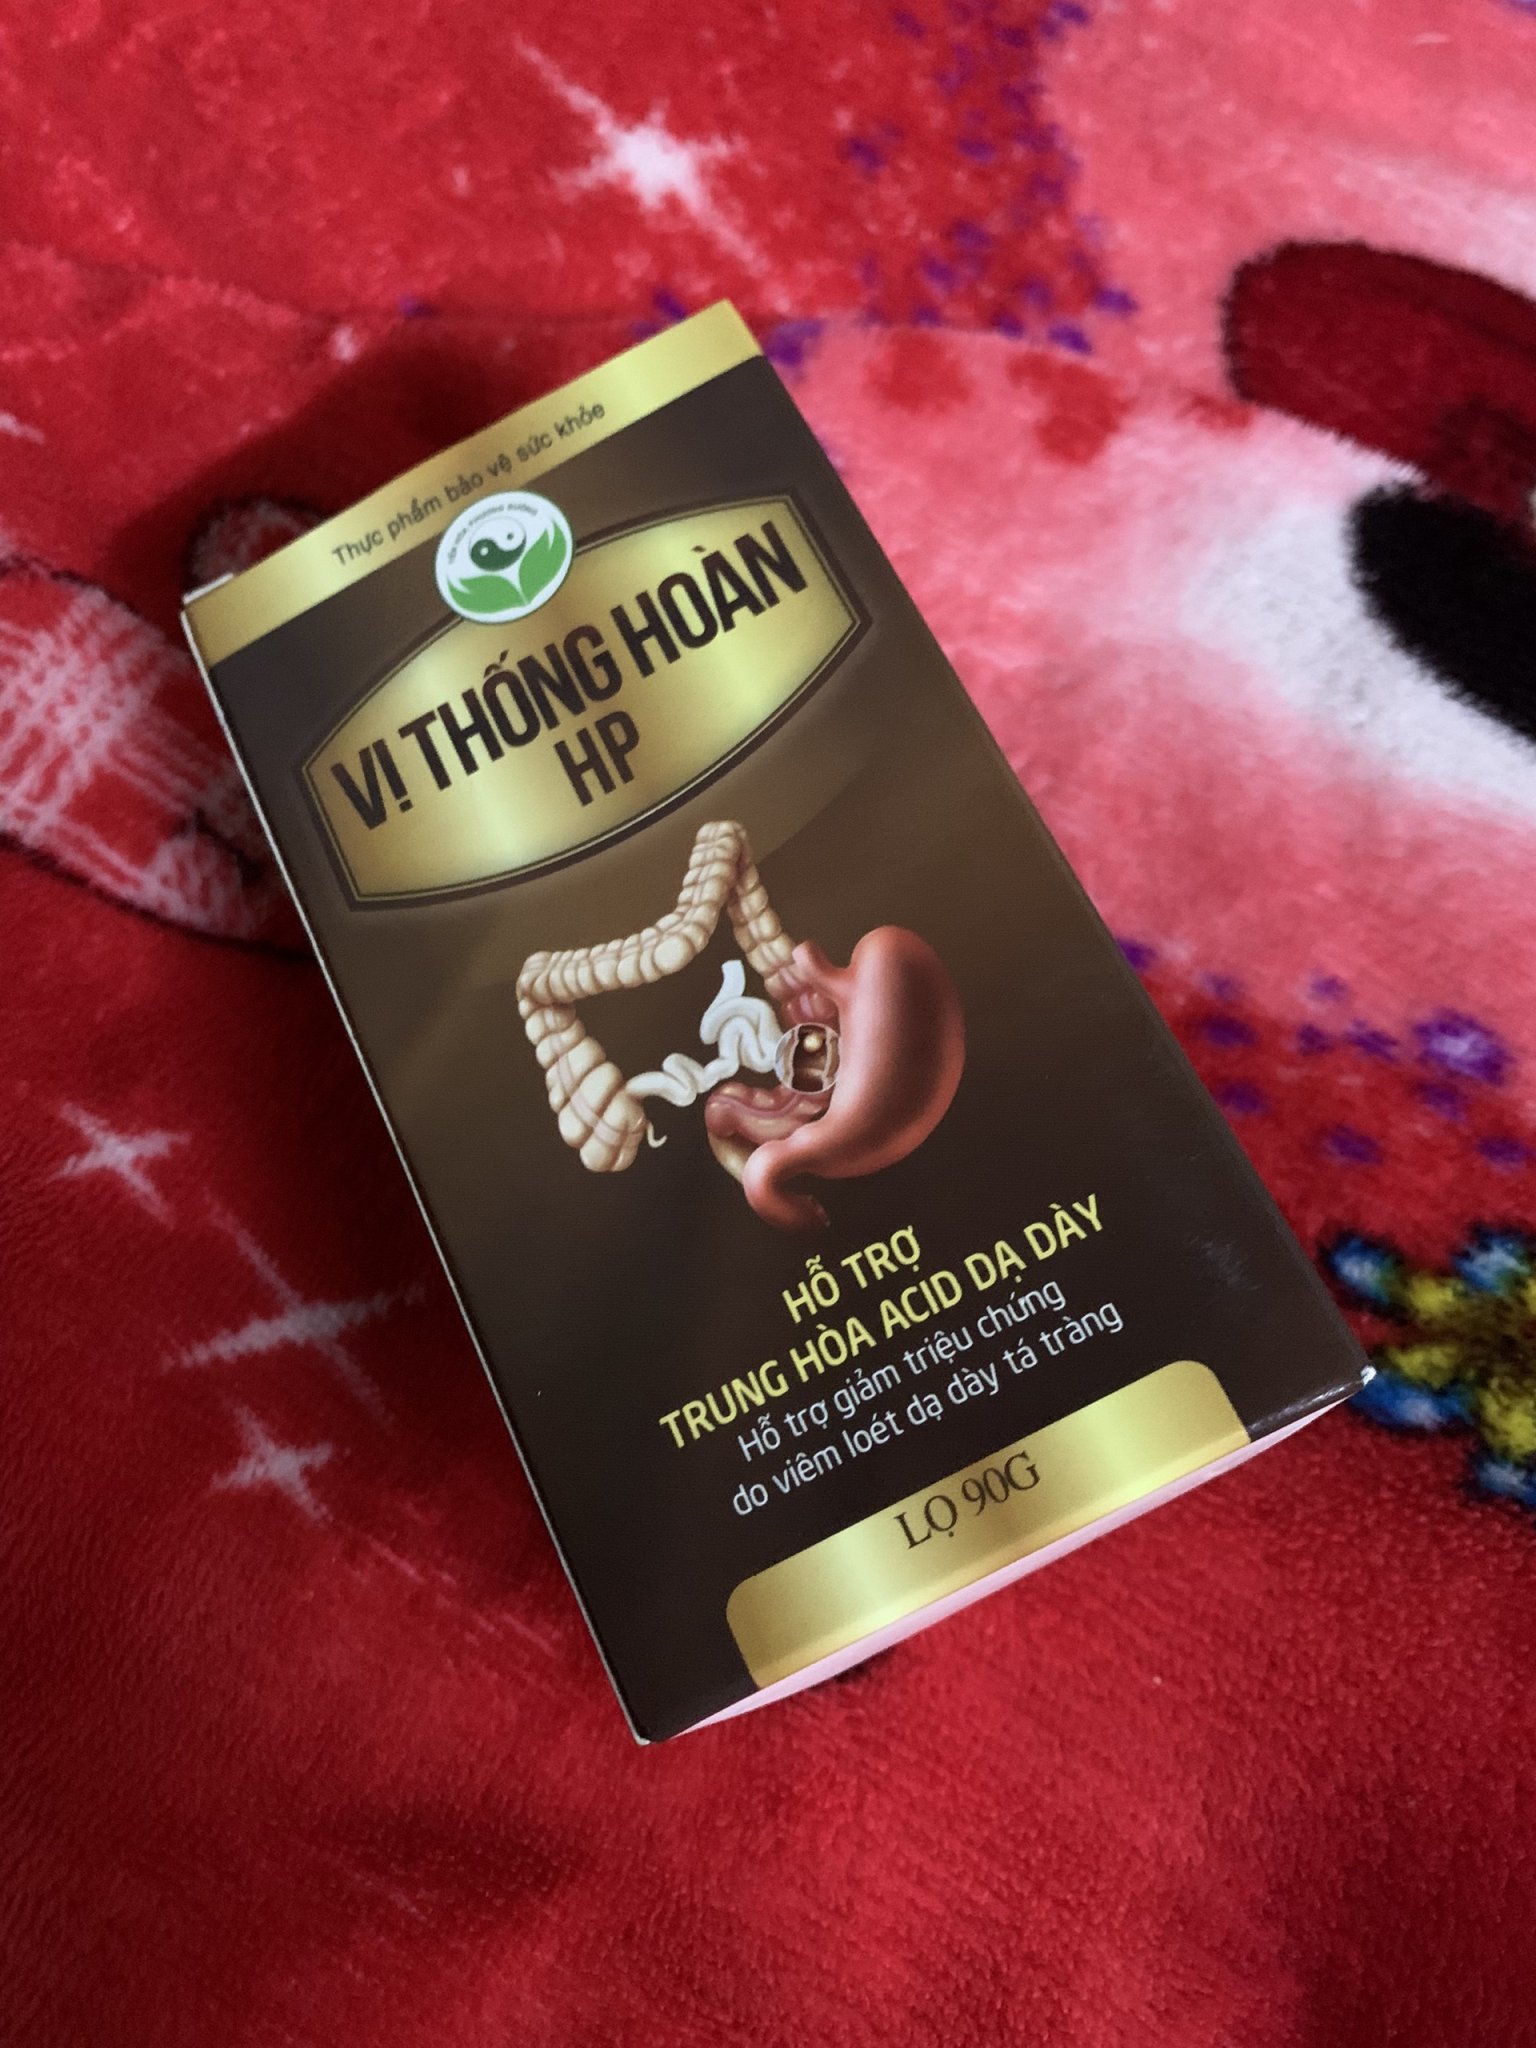 Thực phẩm bảo vệ sức khỏe
VỊ THỐNG HOÀN
HP
HỖ TRỢ
TRUNG HÒA ACID DẠ DÀY
Hỗ trợ giảm triệu chứng
do viêm loét dạ dày tá tràng
LỌ 90G